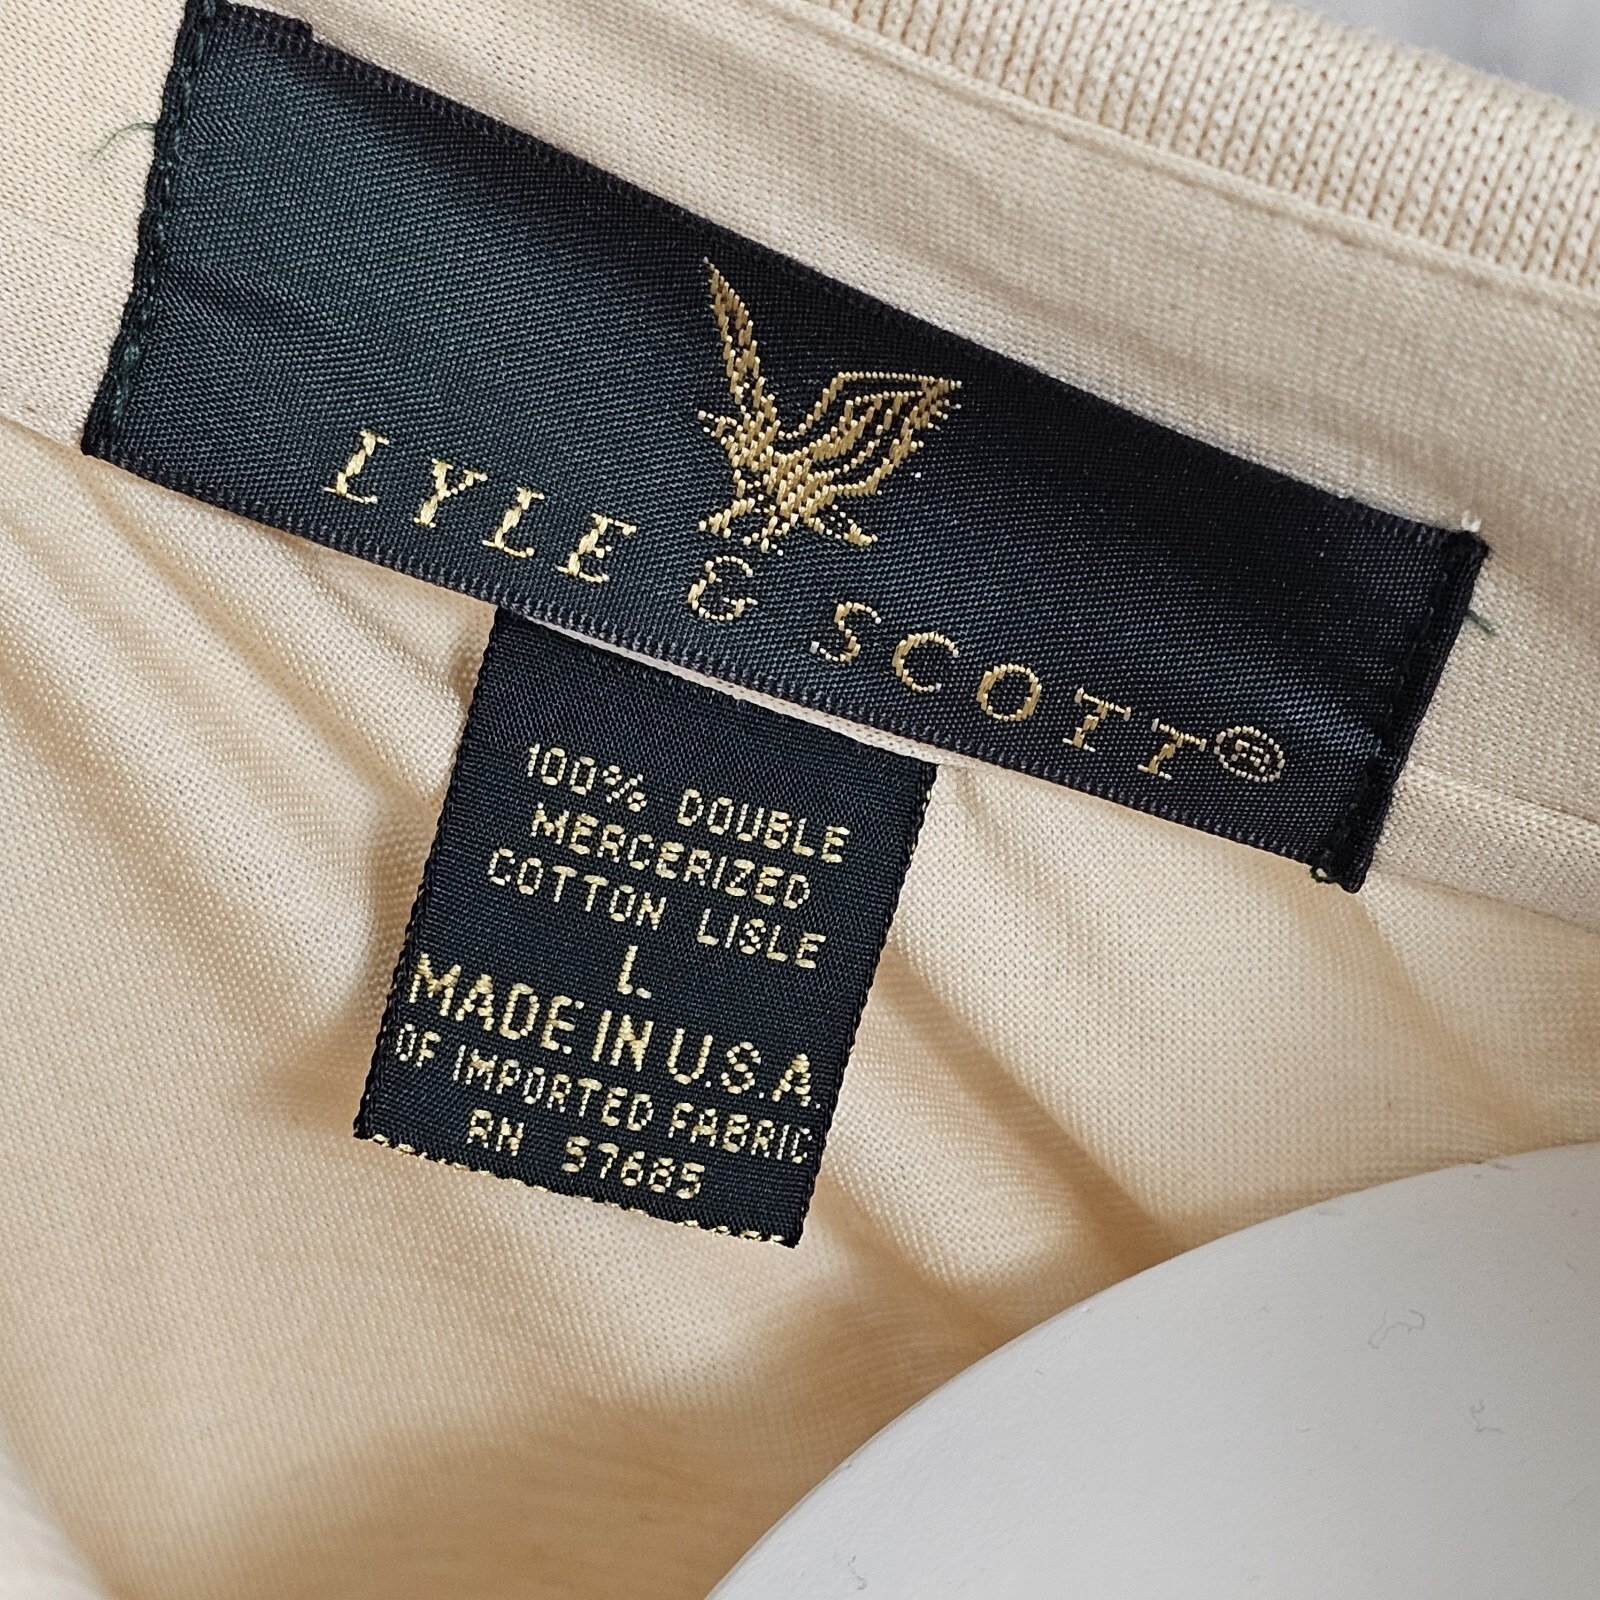 LYLE & SCOTT®
100% DOUBLE
MERCERIZED
COTTON LISLE
L
MADE IN U.S.A.
OF IMPORTED FABRIC
RN 57685